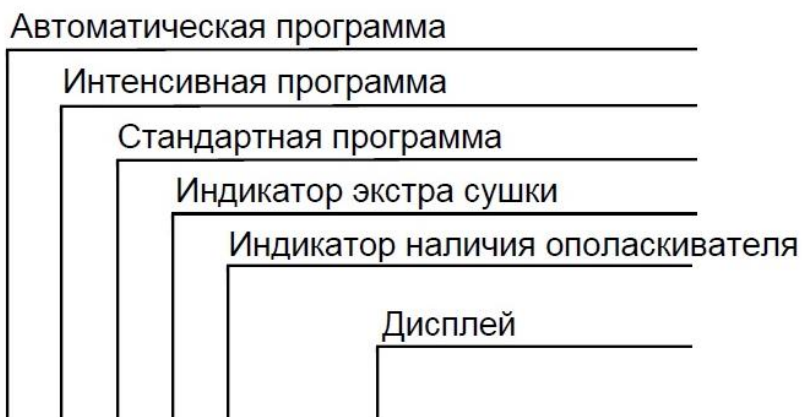 Автоматическая программа
Интенсивная программа
Стандартная программа
Индикатор экстра сушки
Индикатор наличия ополаскивателя
Дисплей